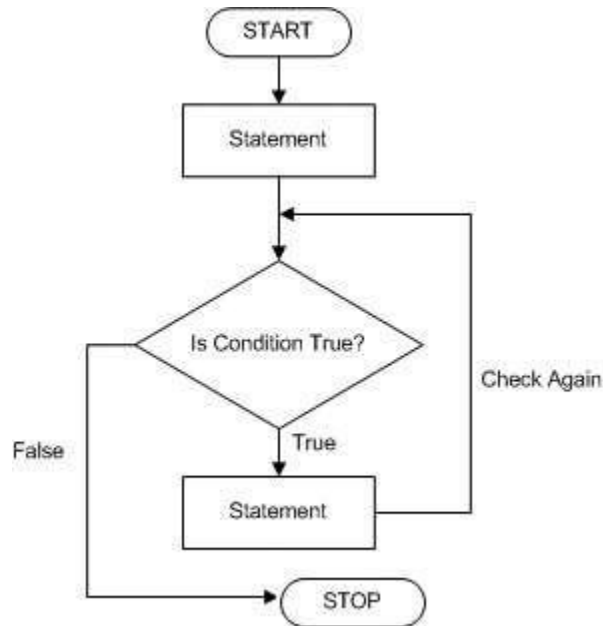 START
Statement
Is Condition True?
Check Again
False
True
Statement
STOP